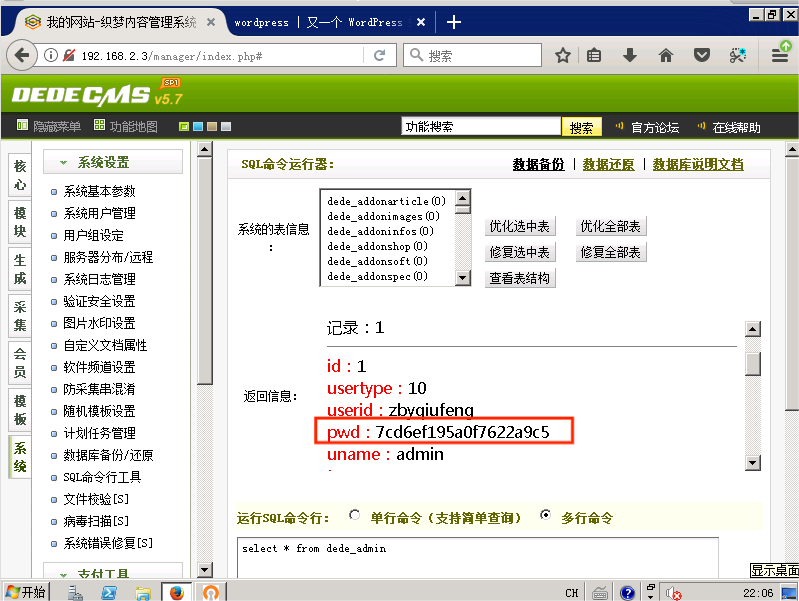 我的网站-织梦内容管理系统
wordpress | 又一个 WordPress
192.168.2.3/manager/index.php#
搜索
DEDECMS v5.7 SP1
隐藏菜单 功能地图
功能搜索 搜索 官方论坛 在线帮助
核心
模块
生成
采集
会员
模板
系统
系统设置
系统基本参数
系统用户管理
用户组设定
服务器分布/远程
系统日志管理
验证安全设置
图片水印设置
自定义文档属性
软件频道设置
防采集串混淆
随机模板设置
计划任务管理
数据库备份/还原
SQL命令行工具
文件校验[S]
病毒扫描[S]
系统错误修复[S]
支付工具
SQL命令运行器：
数据备份 | 数据还原 | 数据库说明文档
系统的表信息：
dede_addonarticle(0)
dede_addonimages(0)
dede_addoninfos(0)
dede_addonshop(0)
dede_addonsoft(0)
dede_addonspec(0)
优化选中表 优化全部表
修复选中表 修复全部表
查看表结构
返回信息：
记录：1
id：1
usertype：10
userid：zbyqiufeng
pwd：7cd6ef195a0f7622a9c5
uname：admin
运行SQL命令行： 单行命令（支持简单查询） 多行命令
select * from dede_admin
显示桌面
开始
CH
22:06